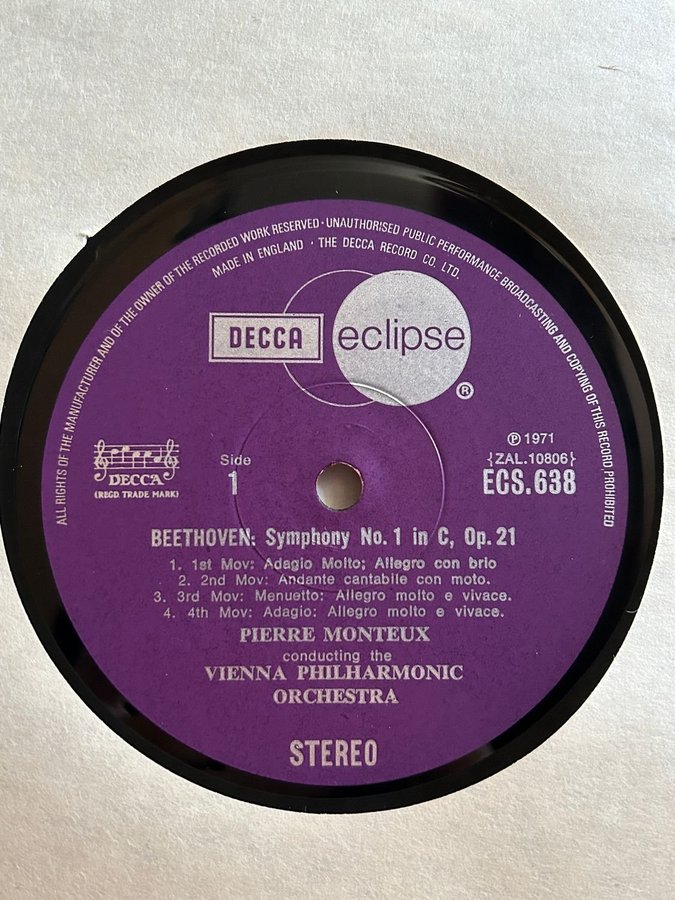 ALL RIGHTS OF THE MANUFACTURER AND OF THE OWNER OF THE RECORDED WORK RESERVED · UNAUTHORISED PUBLIC PERFORMANCE BROADCASTING AND COPYING OF THIS RECORD PROHIBITED
MADE IN ENGLAND · THE DECCA RECORD CO. LTD.
DECCA eclipse
®
DECCA
(REGD. TRADE MARK)
Side
1
Ⓟ 1971
{ZAL.10806}
ECS.638
BEETHOVEN: Symphony No. 1 in C, Op. 21
1. 1st Mov: Adagio Molto; Allegro con brio
2. 2nd Mov: Andante cantabile con moto.
3. 3rd Mov: Menuetto: Allegro molto e vivace.
4. 4th Mov: Adagio: Allegro molto e vivace.
PIERRE MONTEUX
conducting the
VIENNA PHILHARMONIC
ORCHESTRA
STEREO